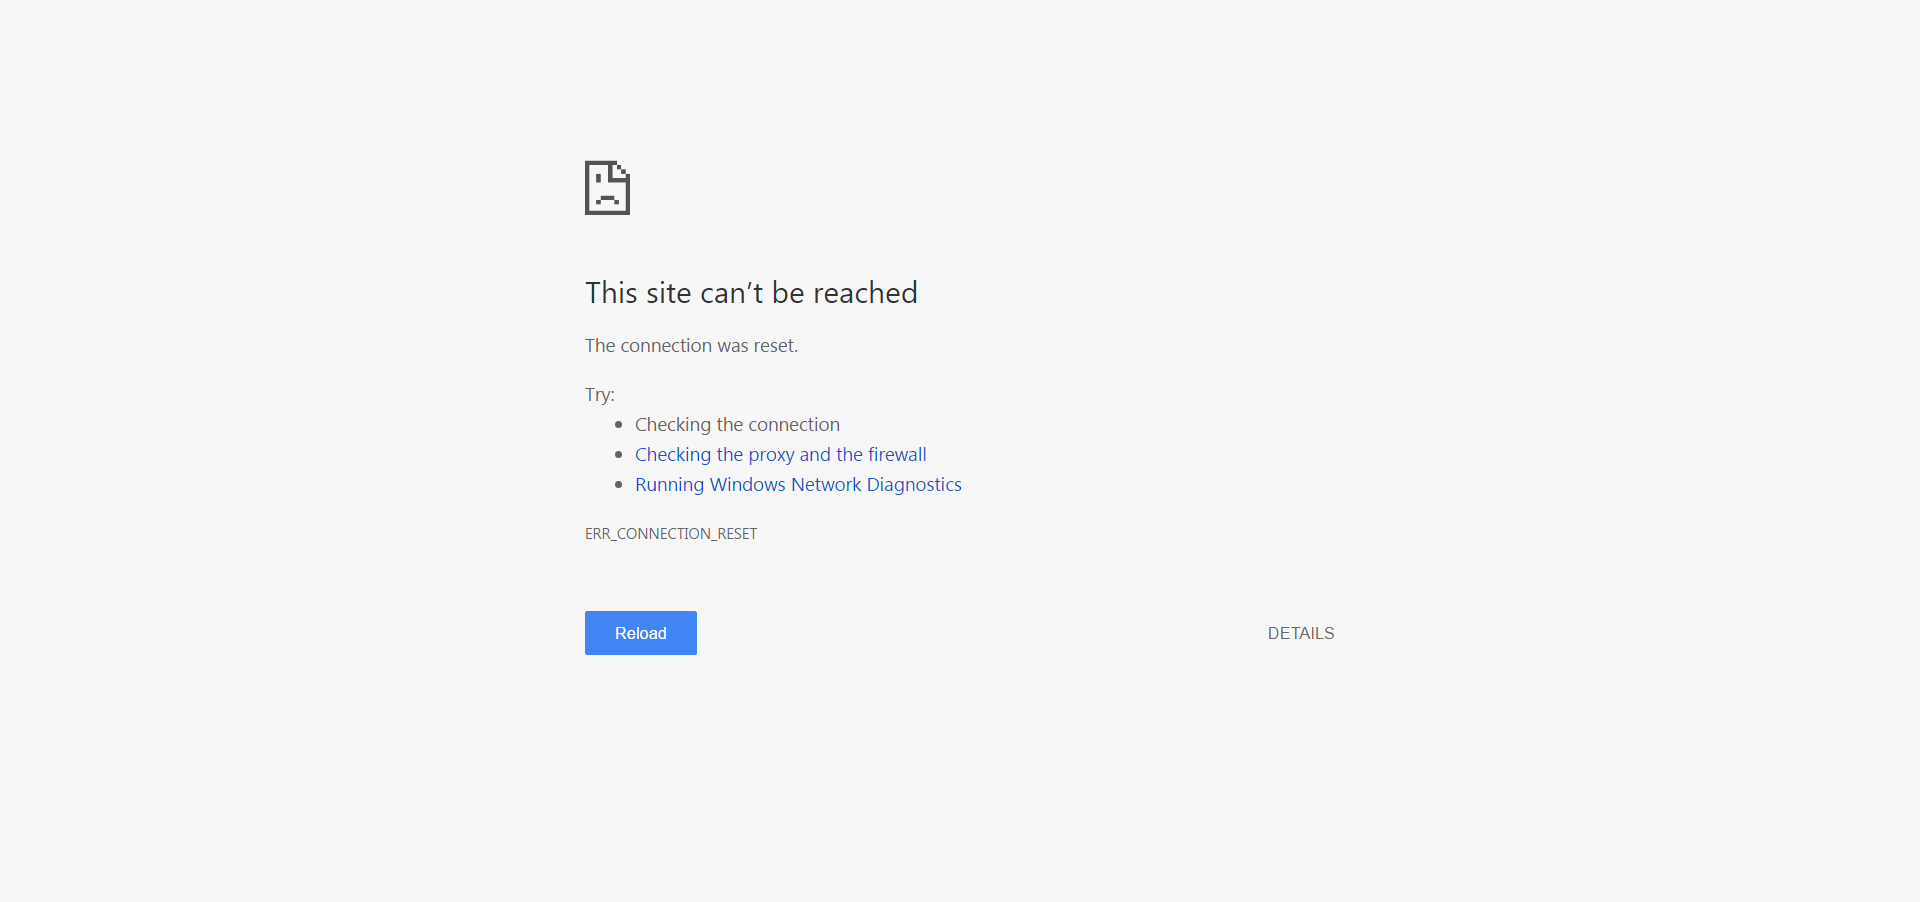 This site can’t be reached
The connection was reset.
Try:
Checking the connection
Checking the proxy and the firewall
Running Windows Network Diagnostics
ERR_CONNECTION_RESET
Reload
DETAILS